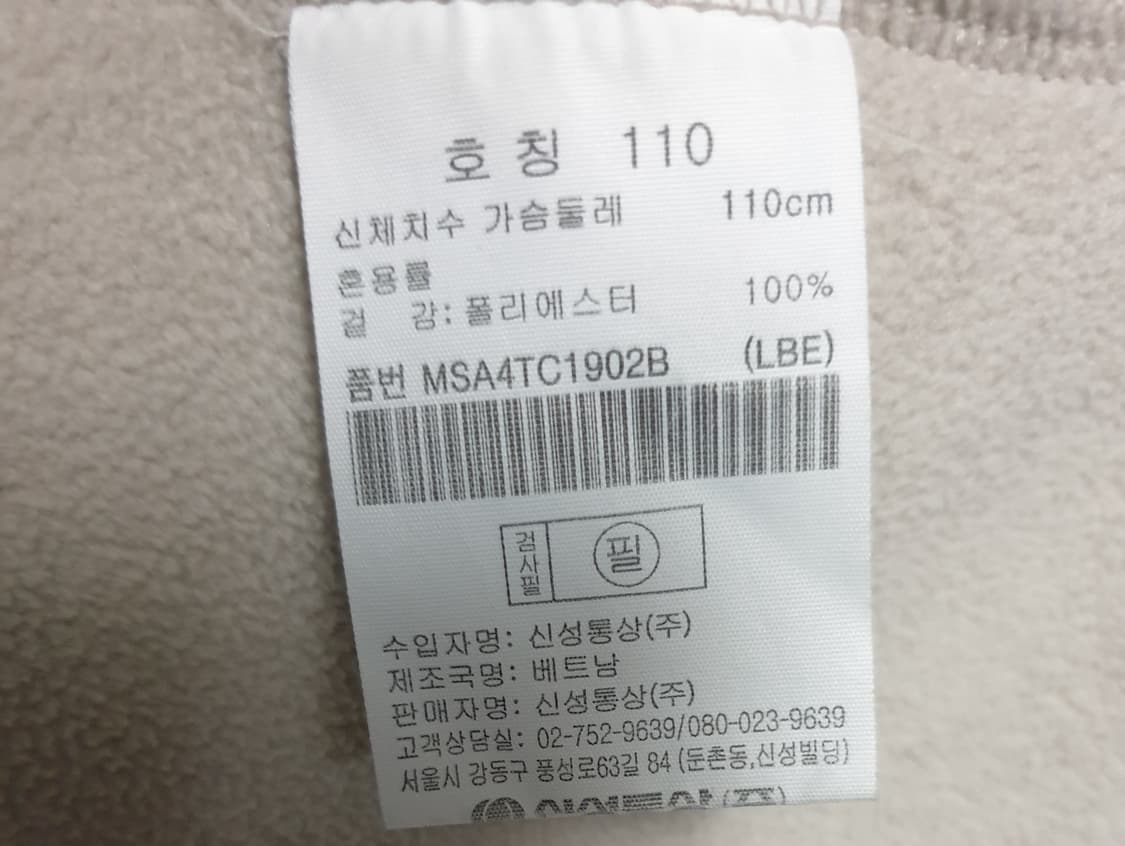 호 칭 110
신체치수 가슴둘레 110cm
혼용률
겉 감: 폴리에스터 100%
품번 MSA4TC1902B (LBE)
검사필 필
수입자명: 신성통상(주)
제조국명: 베트남
판매자명: 신성통상(주)
고객상담실: 02-752-9639/080-023-9639
서울시 강동구 풍성로63길 84 (둔촌동,신성빌딩)